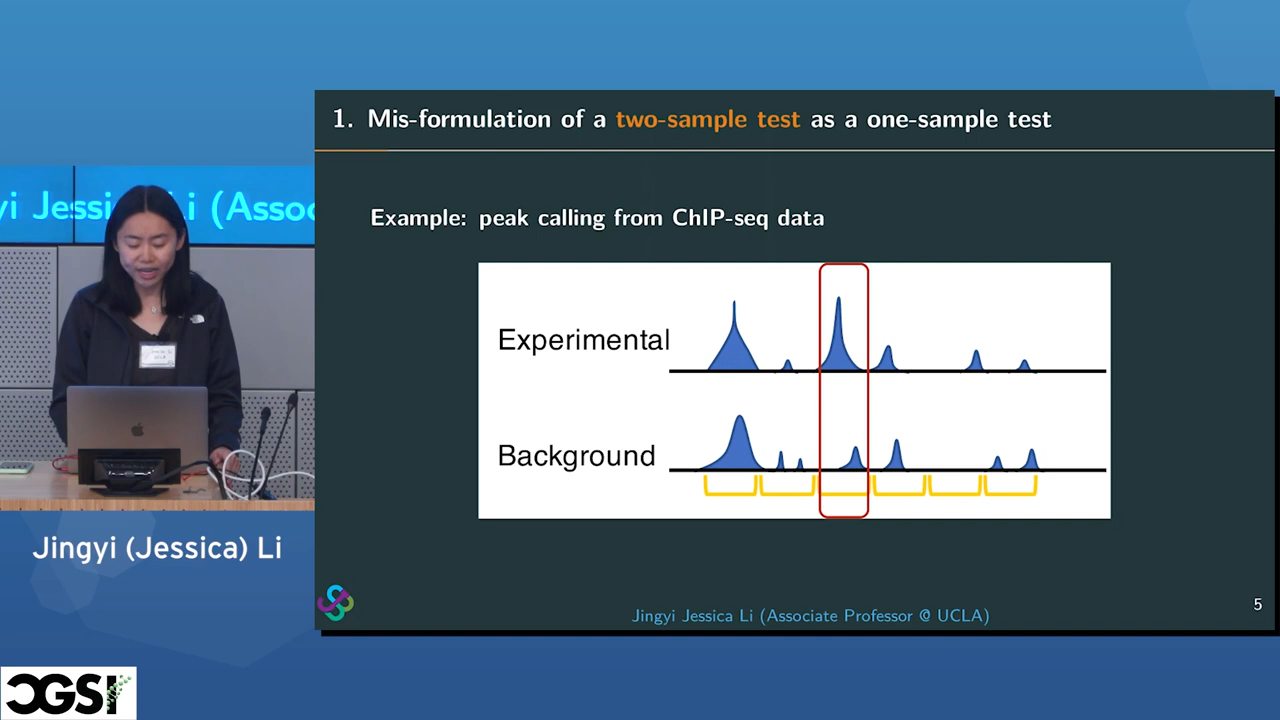 1. Mis-formulation of a two-sample test as a one-sample test
Example: peak calling from ChIP-seq data
Experimental
Background
yi Jessi Li (Assoc
Jingyi (Jessica) Li
Jingyi Jessica Li (Associate Professor @ UCLA)
5
CGSI